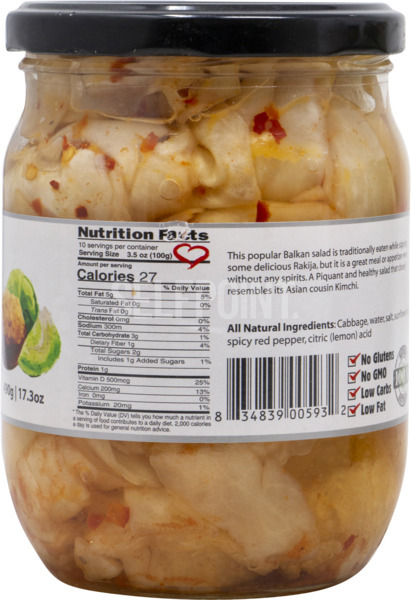 Nutrition Facts
10 servings per container
Serving Size 3.5 oz (100g)
Amount per serving
Calories 27
% Daily Value
Total Fat 5g 5%
Saturated Fat 0g 0%
Trans Fat 0g
Cholesterol 0mg 0%
Sodium 300m 4%
Total Carbohydrate 3g 1%
Dietary Fiber 1g 4%
Total Sugars 2g
Includes 1g Added Sugars 1%
Protein 1g
Vitamin D 500mcg 25%
Calcium 200mg 13%
Iron 0mg 0%
Potassium 20mg 1%
* The % Daily Value (DV) tells you how much a nutrient in
a serving of food contributes to a daily diet. 2,000 calories
a day is used for general nutrition advice.
| 17.3oz
This popular Balkan salad is traditionally eaten while
some delicious Rakija, but it is a great meal or appetizer
without any spirits. A Piquant and healthy salad that
resembles its Asian cousin Kimchi.
All Natural Ingredients: Cabbage, water, salt,
spicy red pepper, citric (lemon) acid
8 34839 00593 2
No Glutens
No GMO
Low Carbs
Low Fat